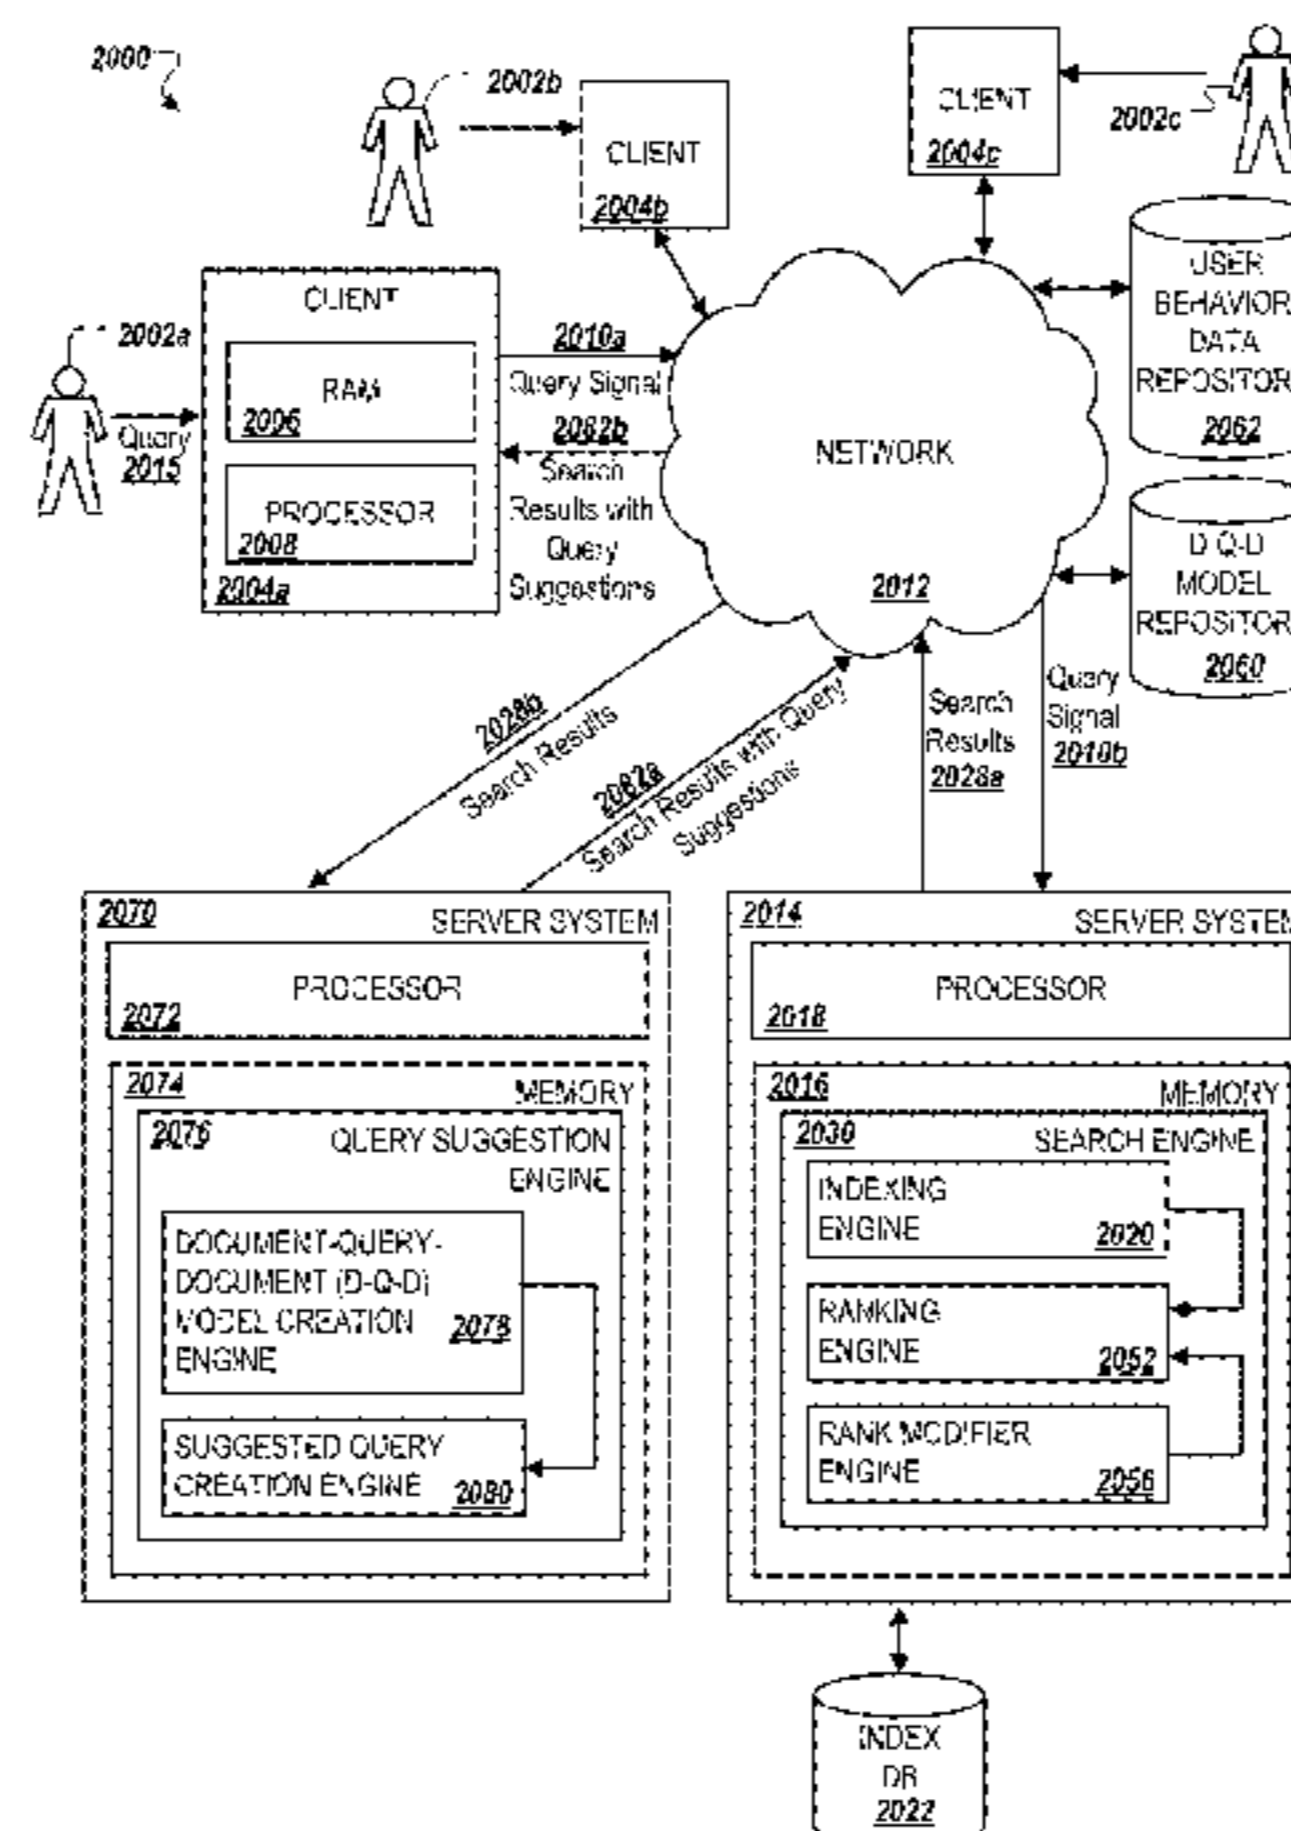 2000
2002b
CLIENT
2004b
CLIENT
2004c
2002c
2002a
Query
2015
CLIENT
RAM
2006
PROCESSOR
2008
2004a
2010a
Query Signal
2082b
Search
Results with
Query
Suggestions
NETWORK
2012
USER
BEHAVIOR
DATA
REPOSITOR
2062
D-Q-D
MODEL
REPOSITOR
2060
2028b
Search Results
2082a
Search Results with Query
Suggestions
Search
Results
2028a
Query
Signal
2010b
2070
SERVER SYSTEM
PROCESSOR
2072
2074
MEMORY
2076
QUERY SUGGESTION
ENGINE
DOCUMENT-QUERY-
DOCUMENT (D-Q-D)
MODEL CREATION
ENGINE
2078
SUGGESTED QUERY
CREATION ENGINE
2080
2014
SERVER SYSTEM
PROCESSOR
2018
2016
MEMORY
2030
SEARCH ENGINE
INDEXING
ENGINE
2020
RANKING
ENGINE
2052
RANK MODIFIER
ENGINE
2056
INDEX
DB
2022